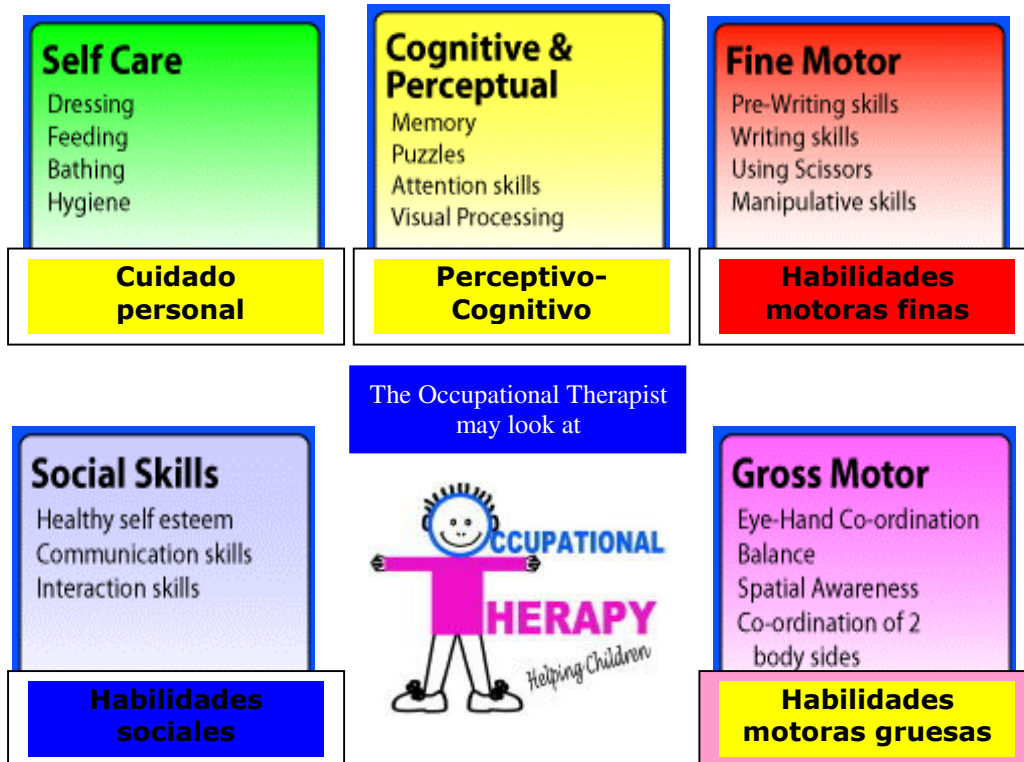 Self Care
Dressing
Feeding
Bathing
Hygiene
Cuidado
personal
Cognitive &
Perceptual
Memory
Puzzles
Attention skills
Visual Processing
Perceptivo-
Cognitivo
Fine Motor
Pre-Writing skills
Writing skills
Using Scissors
Manipulative skills
Habilidades
motoras finas
The Occupational Therapist
may look at
Social Skills
Healthy self esteem
Communication skills
Interaction skills
Habilidades
sociales
OCCUPATIONAL
THERAPY
Helping Children
Gross Motor
Eye-Hand Co-ordination
Balance
Spatial Awareness
Co-ordination of 2
body sides
Habilidades
motoras gruesas